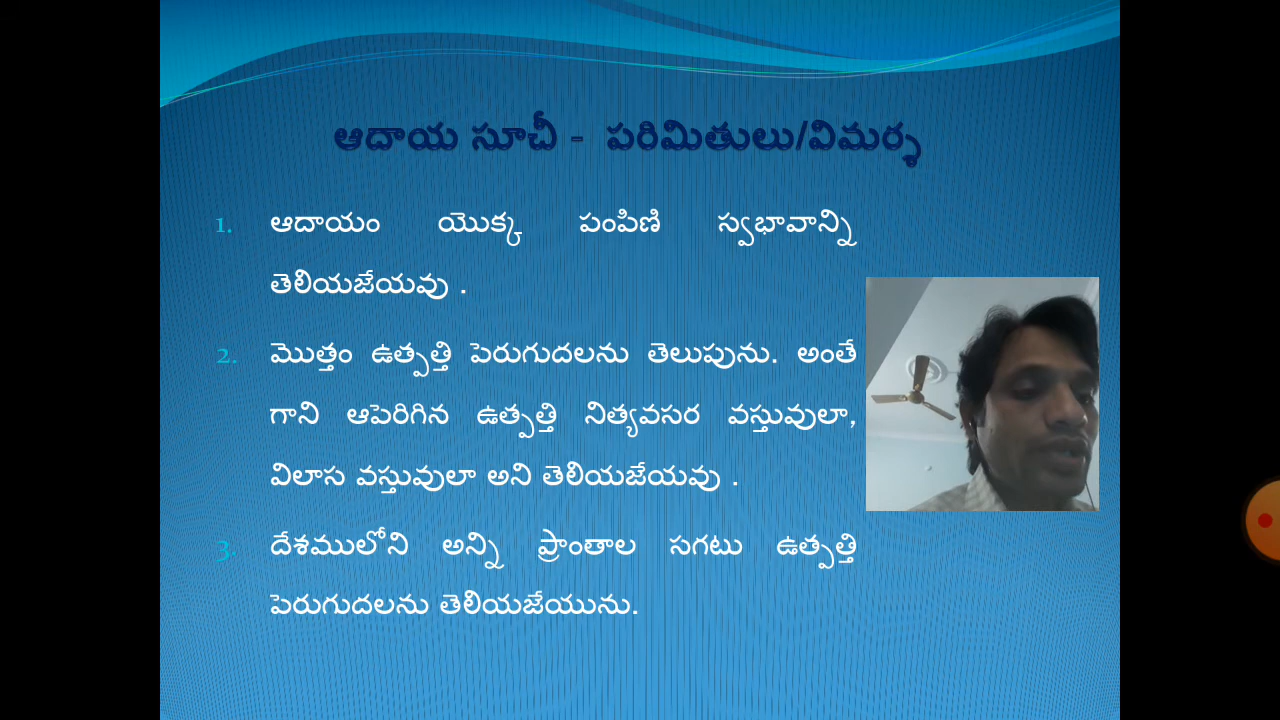 ఆదాయ సూచీ - పరిమితులు/విమర్శ
1. ఆదాయం యొక్క పంపిణి స్వభావాన్ని
తెలియజేయవు .
2. మొత్తం ఉత్పత్తి పెరుగుదలను తెలుపును. అంతే
గాని ఆపెరిగిన ఉత్పత్తి నిత్యవసర వస్తువులా,
విలాస వస్తువులా అని తెలియజేయవు .
3. దేశములోని అన్ని ప్రాంతాల సగటు ఉత్పత్తి
పెరుగుదలను తెలియజేయును.